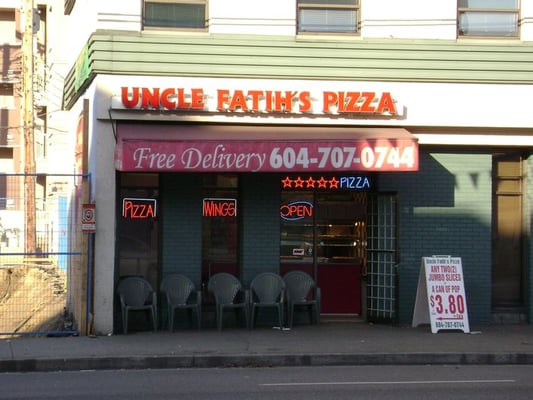 UNCLE FATIH'S PIZZA
Free Delivery 604-707-0744
PIZZA
PIZZA
WINGS
OPEN
Uncle Fatih's Pizza
ANY TWO(2)
JUMBO SLICES
A CAN OF POP
$3.80
604-707-0744